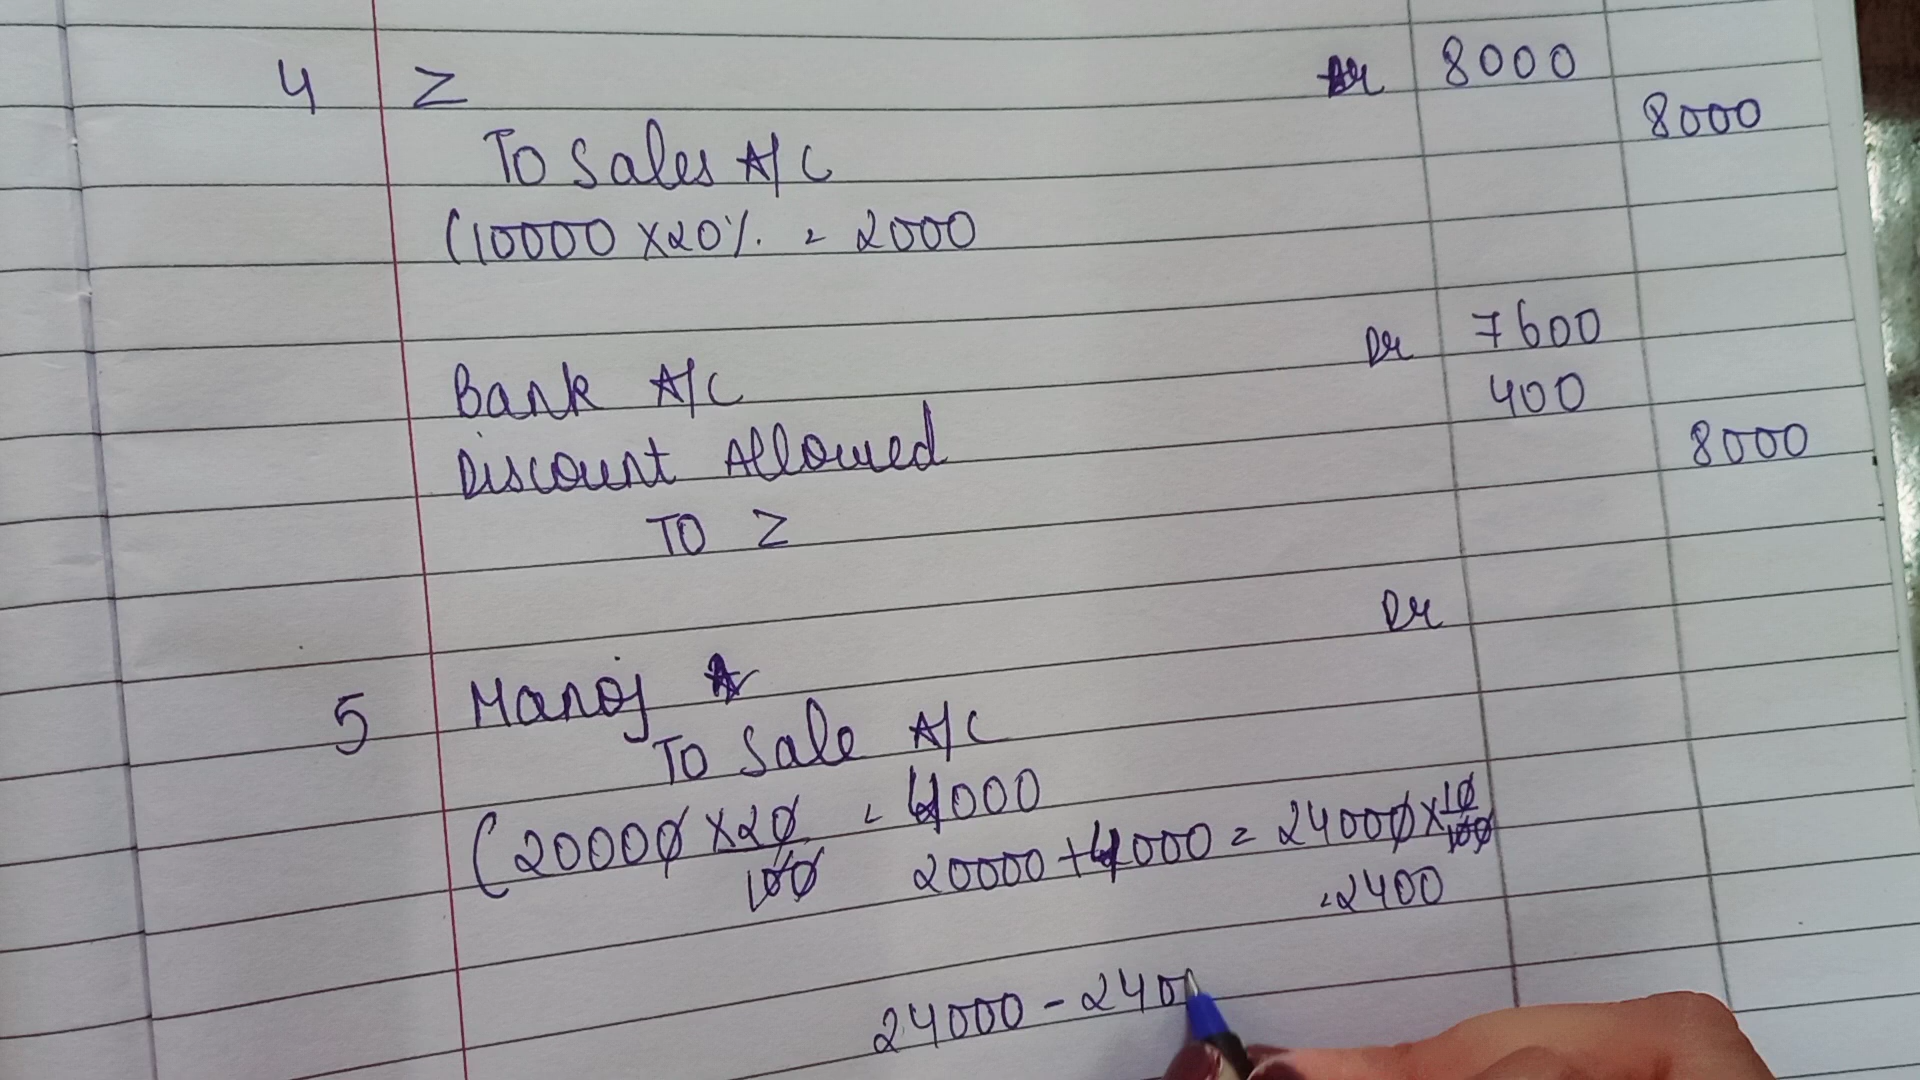 4 Z Dr 8000
To Sales A/C 8000
(10000 x 20% = 2000
Bank A/C Dr 7600
Discount Allowed 400
To Z 8000
5 Manoj Dr
To Sale A/C
(20000 x 20/100 = 4000
20000 + 4000 = 24000 x 10/100
= 2400
24000 - 240